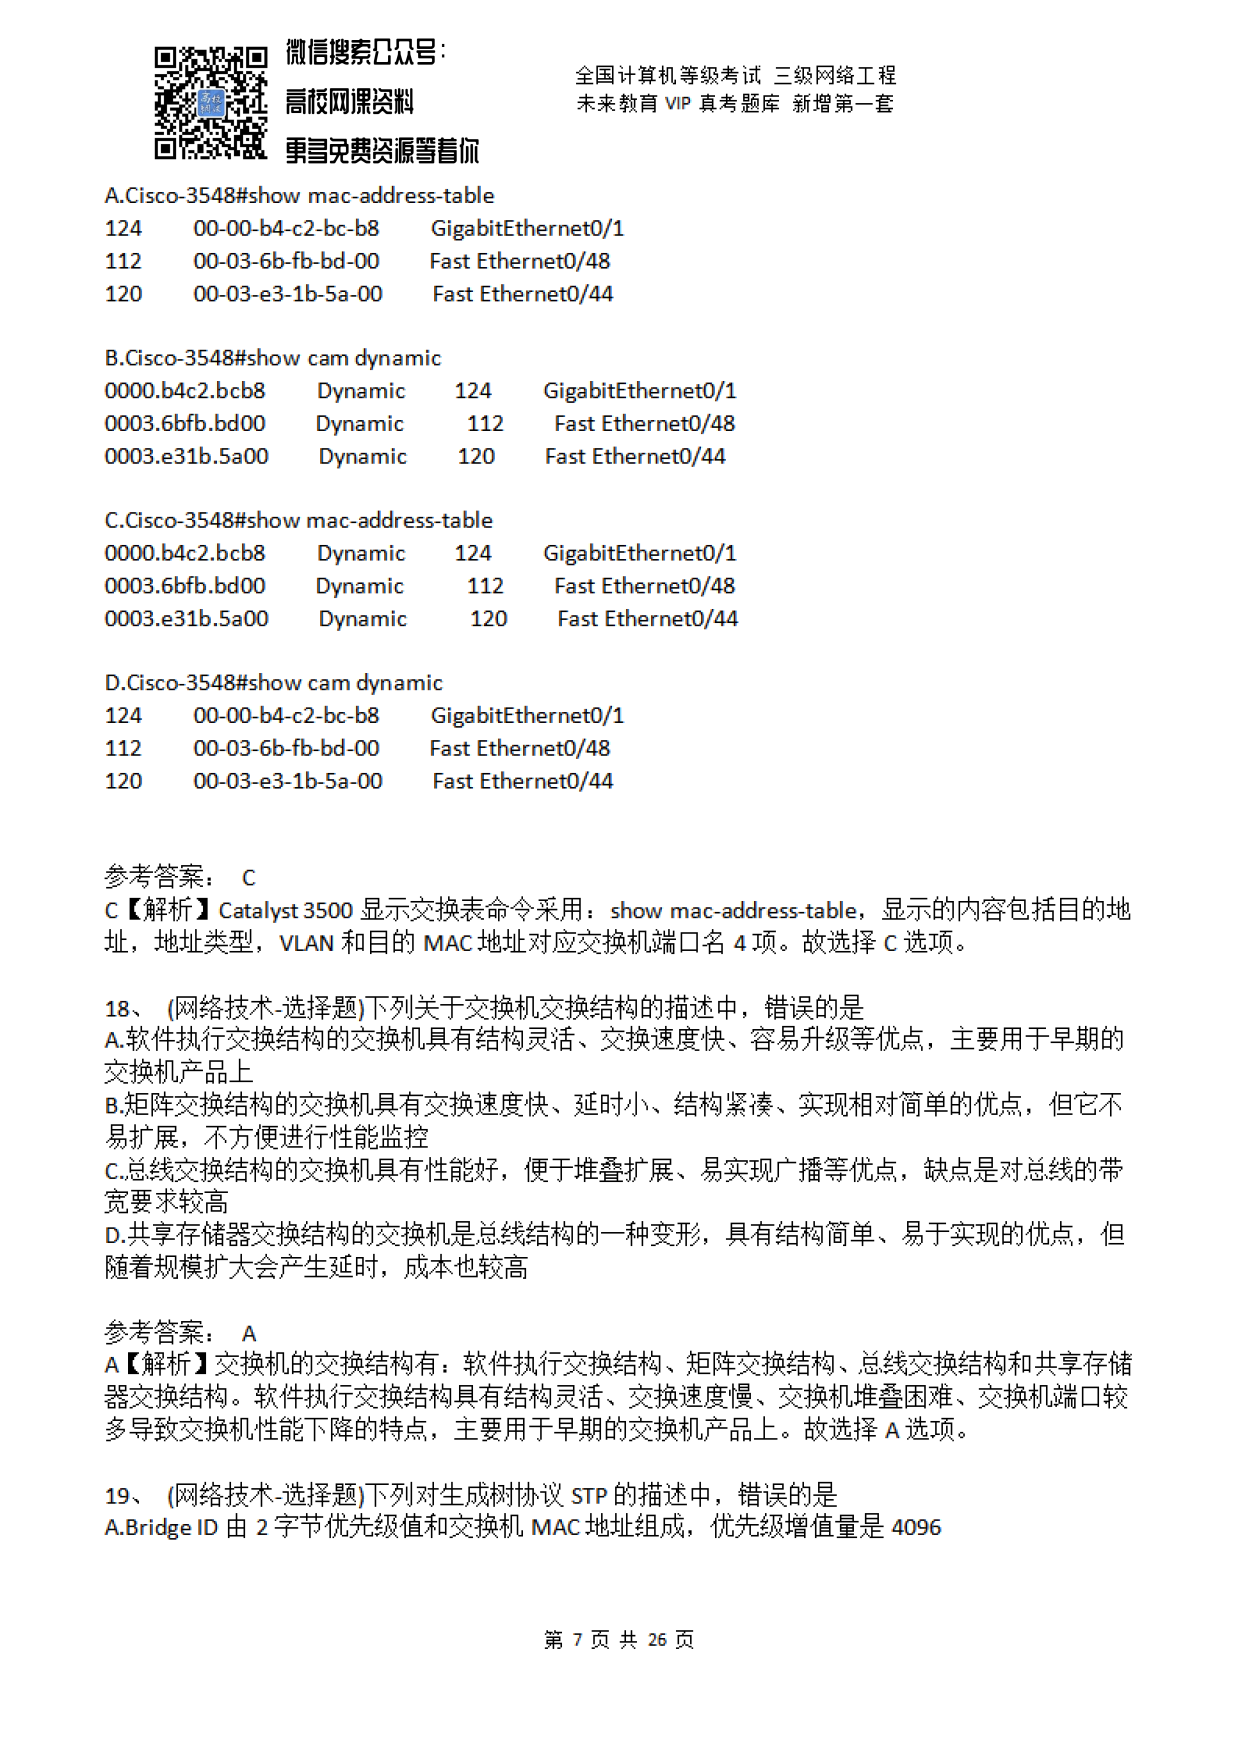 微信搜索公众号：
高校网课资料
更多免费资源等着你
全国计算机等级考试 三级网络工程
未来教育 VIP 真考题库 新增第一套
高校
网课
A.Cisco-3548#show mac-address-table
124 00-00-b4-c2-bc-b8 GigabitEthernet0/1
112 00-03-6b-fb-bd-00 Fast Ethernet0/48
120 00-03-e3-1b-5a-00 Fast Ethernet0/44
B.Cisco-3548#show cam dynamic
0000.b4c2.bcb8 Dynamic 124 GigabitEthernet0/1
0003.6bfb.bd00 Dynamic 112 Fast Ethernet0/48
0003.e31b.5a00 Dynamic 120 Fast Ethernet0/44
C.Cisco-3548#show mac-address-table
0000.b4c2.bcb8 Dynamic 124 GigabitEthernet0/1
0003.6bfb.bd00 Dynamic 112 Fast Ethernet0/48
0003.e31b.5a00 Dynamic 120 Fast Ethernet0/44
D.Cisco-3548#show cam dynamic
124 00-00-b4-c2-bc-b8 GigabitEthernet0/1
112 00-03-6b-fb-bd-00 Fast Ethernet0/48
120 00-03-e3-1b-5a-00 Fast Ethernet0/44
参考答案： C
C【解析】Catalyst 3500 显示交换表命令采用：show mac-address-table，显示的内容包括目的地
址，地址类型，VLAN 和目的 MAC 地址对应交换机端口名 4 项。故选择 C 选项。
18、 (网络技术-选择题)下列关于交换机交换结构的描述中，错误的是
A.软件执行交换结构的交换机具有结构灵活、交换速度快、容易升级等优点，主要用于早期的
交换机产品上
B.矩阵交换结构的交换机具有交换速度快、延时小、结构紧凑、实现相对简单的优点，但它不
易扩展，不方便进行性能监控
C.总线交换结构的交换机具有性能好，便于堆叠扩展、易实现广播等优点，缺点是对总线的带
宽要求较高
D.共享存储器交换结构的交换机是总线结构的一种变形，具有结构简单、易于实现的优点，但
随着规模扩大会产生延时，成本也较高
参考答案： A
A【解析】交换机的交换结构有：软件执行交换结构、矩阵交换结构、总线交换结构和共享存储
器交换结构。软件执行交换结构具有结构灵活、交换速度慢、交换机堆叠困难、交换机端口较
多导致交换机性能下降的特点，主要用于早期的交换机产品上。故选择 A 选项。
19、 (网络技术-选择题)下列对生成树协议 STP 的描述中，错误的是
A.Bridge ID 由 2 字节优先级值和交换机 MAC 地址组成，优先级增值量是 4096
第 7 页 共 26 页